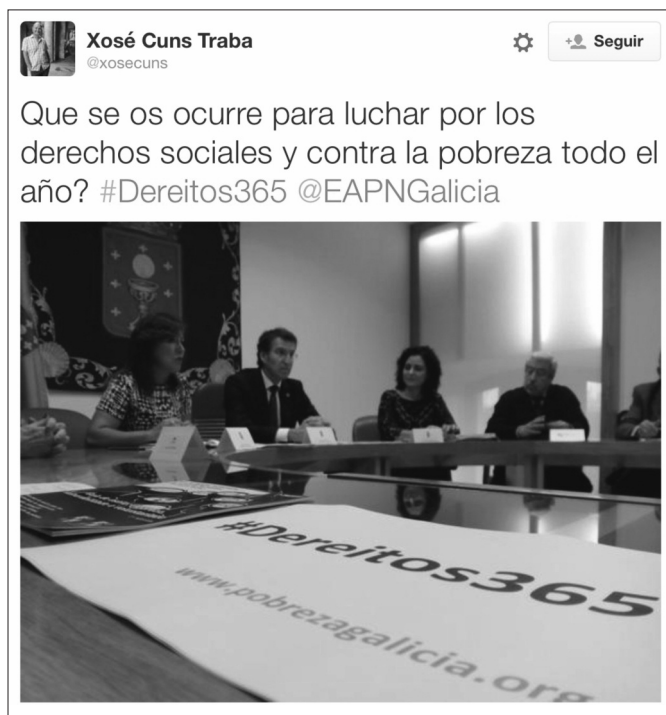 Xosé Cuns Traba
@xosecuns
Seguir
Que se os ocurre para luchar por los
derechos sociales y contra la pobreza todo el
año? #Dereitos365 @EAPNGalicia
#Dereitos365
www.pobrezagalicia.org